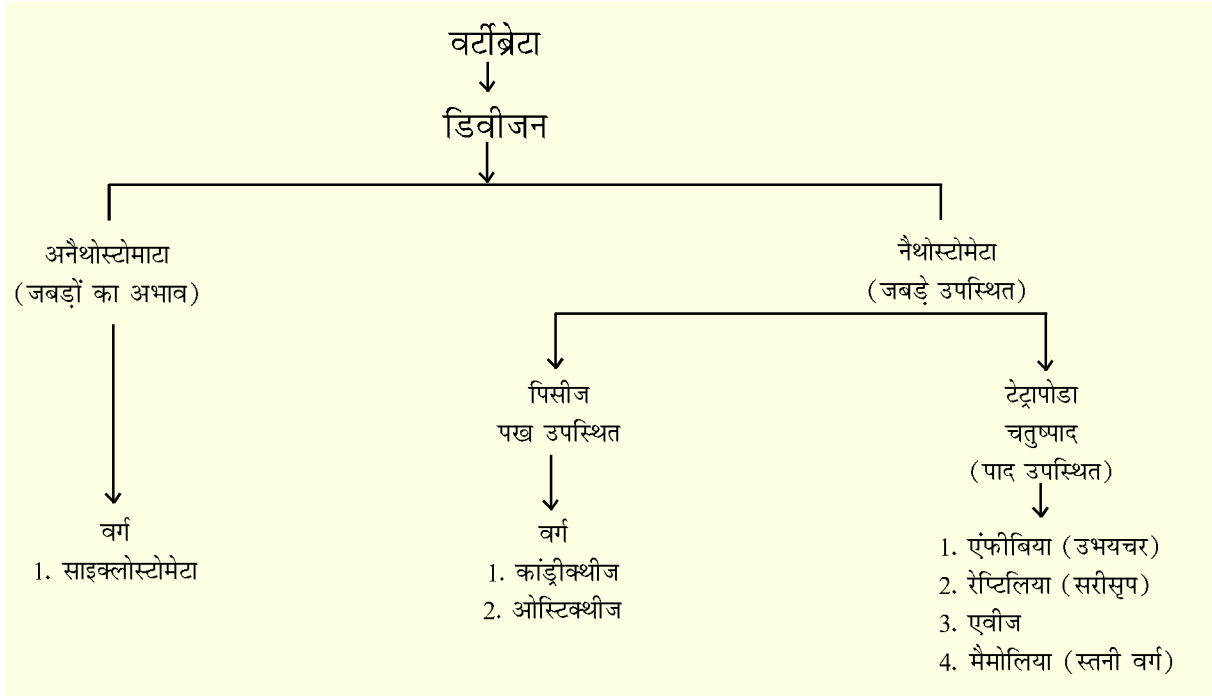 वर्टीब्रेटा
डिवीजन
अनैथोस्टोमाटा
(जबड़ों का अभाव)
वर्ग
1. साइक्लोस्टोमेटा
नैथोस्टोमेटा
(जबड़े उपस्थित)
पिसीज
पख उपस्थित
वर्ग
1. कांड्रीक्थीज
2. ओस्टिक्थीज
टेट्रापोडा
चतुष्पाद
(पाद उपस्थित)
1. एंफीबिया (उभयचर)
2. रेप्टिलिया (सरीसृप)
3. एवीज
4. मैमोलिया (स्तनी वर्ग)